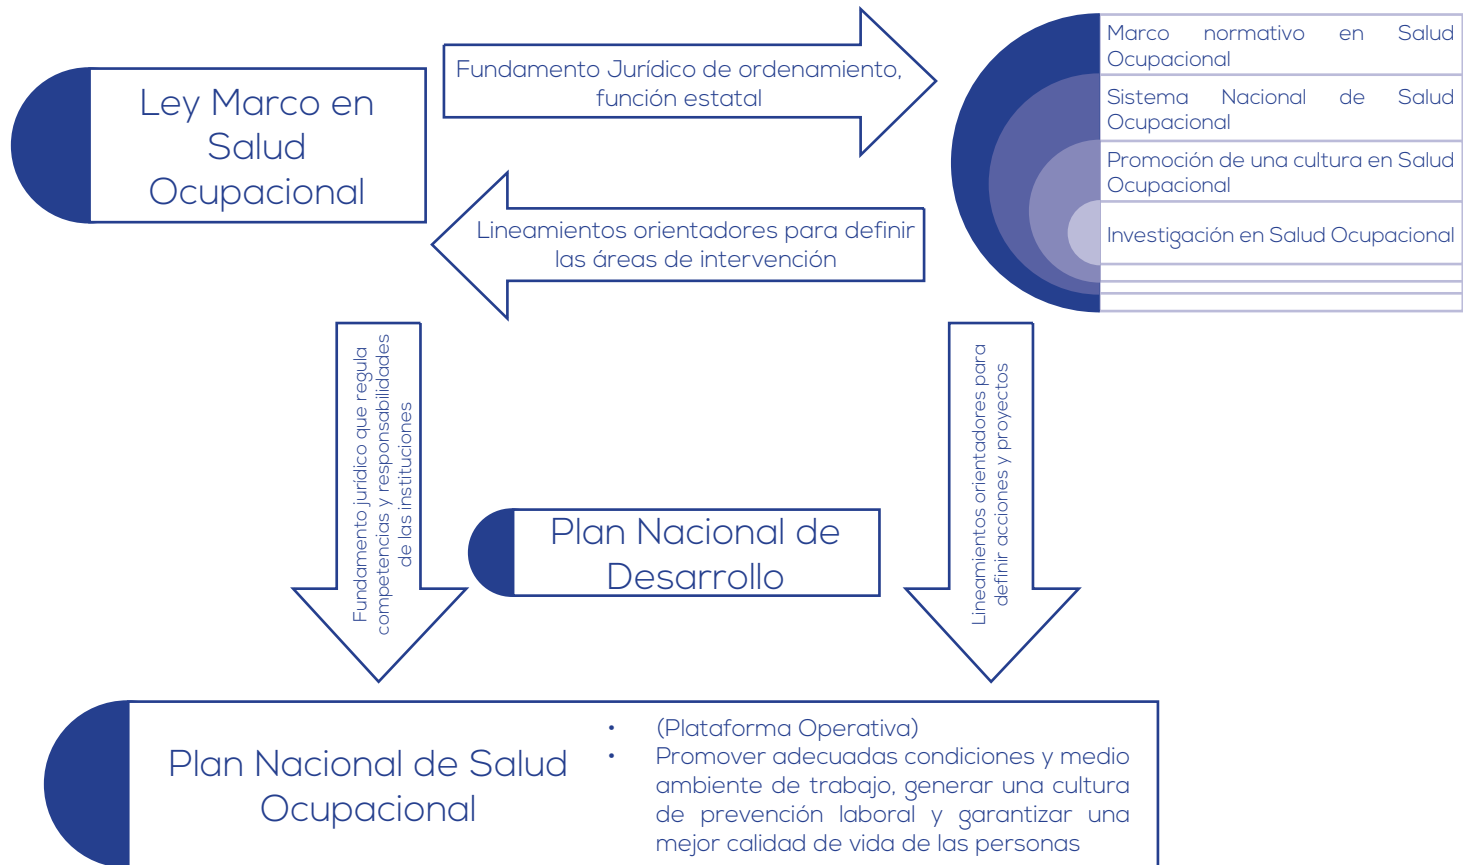 Ley Marco en
Salud
Ocupacional
Fundamento Jurídico de ordenamiento,
función estatal
Lineamientos orientadores para definir
las áreas de intervención
Marco normativo en Salud
Ocupacional
Sistema Nacional de Salud
Ocupacional
Promoción de una cultura en Salud
Ocupacional
Investigación en Salud Ocupacional
Fundamento jurídico que regula
competencias y responsabilidades
de las instituciones
Plan Nacional de
Desarrollo
Lineamientos orientadores para
definir acciones y proyectos
Plan Nacional de Salud
Ocupacional
• (Plataforma Operativa)
• Promover adecuadas condiciones y medio
ambiente de trabajo, generar una cultura
de prevención laboral y garantizar una
mejor calidad de vida de las personas